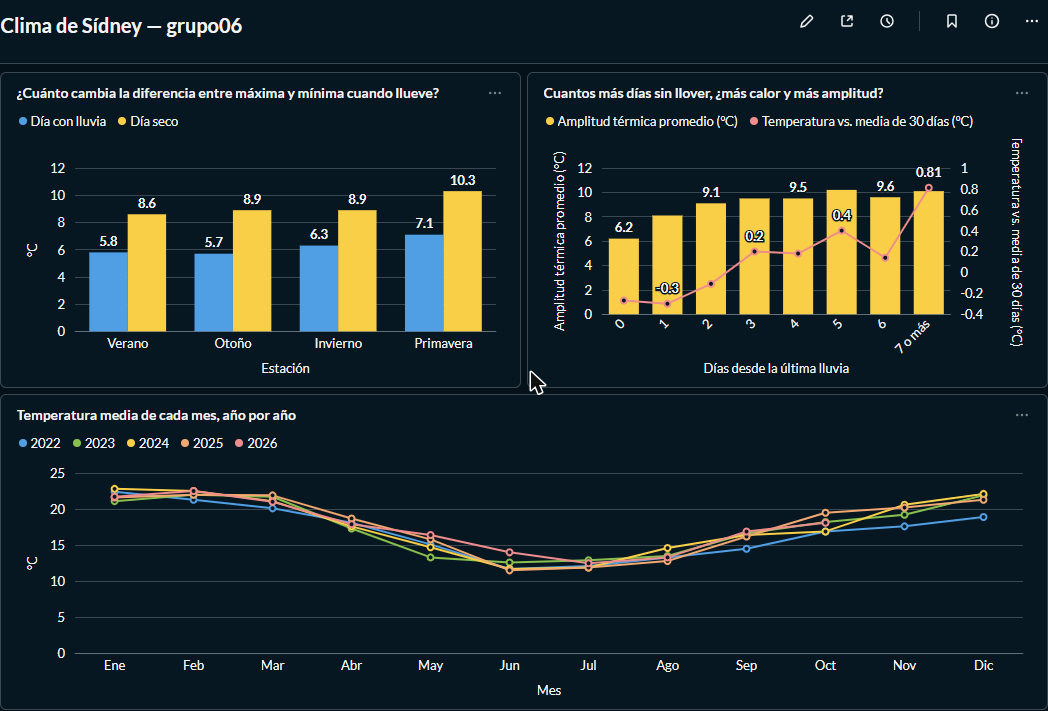 Clima de Sídney — grupo06
¿Cuánto cambia la diferencia entre máxima y mínima cuando llueve?
Día con lluvia Día seco
12
10
8
6
4
2
0
°C
5.8 8.6 5.7 8.9 6.3 8.9 7.1 10.3
Verano Otoño Invierno Primavera
Estación
Cuantos más días sin llover, ¿más calor y más amplitud?
Amplitud térmica promedio (°C) Temperatura vs. media de 30 días (°C)
Amplitud térmica promedio (°C)
12
10
8
6
4
2
0
6.2 9.1 9.5 9.6
-0.3 0.2 0.4 0.81
1
0.8
0.6
0.4
0.2
0
-0.2
-0.4
Temperatura vs. media de 30 días (°C)
0 1 2 3 4 5 6 7 o más
Días desde la última lluvia
Temperatura media de cada mes, año por año
2022 2023 2024 2025 2026
25
20
15
10
5
0
°C
Ene Feb Mar Abr May Jun Jul Ago Sep Oct Nov Dic
Mes